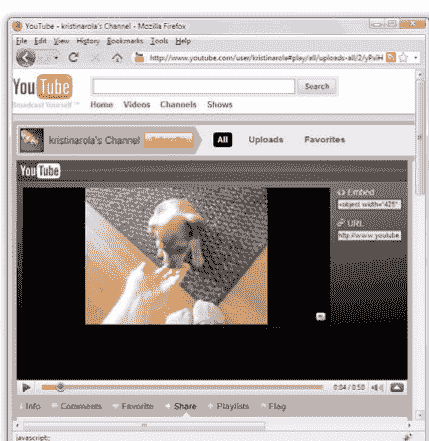 YouTube - kristinarola's Channel - Mozilla Firefox
File Edit View History Bookmarks Tools Help
http://www.youtube.com/user/kristinarola#play/all/uploads-all/2/yPxiH
YouTube
Broadcast Yourself™
Search
Home Videos Channels Shows
kristinarola's Channel
All Uploads Favorites
YouTube
Embed
<object width="425"
URL
http://www.youtube
0:04 / 0:50
Info Comments Favorite Share Playlists Flag
javascript:;